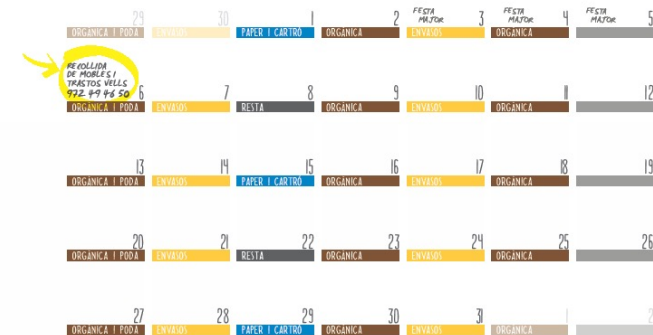 29 30 1 2 FESTA MAJOR 3 FESTA MAJOR 4 FESTA MAJOR 5
ORGÀNICA I PODA ENVASOS PAPER I CARTRÓ ORGÀNICA ENVASOS ORGÀNICA
RECOLLIDA
DE MOBLES I
TRASTOS VELLS
972 49 46 50 6 7 8 9 10 11 12
ORGÀNICA I PODA ENVASOS RESTA ORGÀNICA ENVASOS ORGÀNICA
13 14 15 16 17 18 19
ORGÀNICA I PODA ENVASOS PAPER I CARTRÓ ORGÀNICA ENVASOS ORGÀNICA
20 21 22 23 24 25 26
ORGÀNICA I PODA ENVASOS RESTA ORGÀNICA ENVASOS ORGÀNICA
27 28 29 30 31 1 2
ORGÀNICA I PODA ENVASOS PAPER I CARTRÓ ORGÀNICA ENVASOS ORGÀNICA